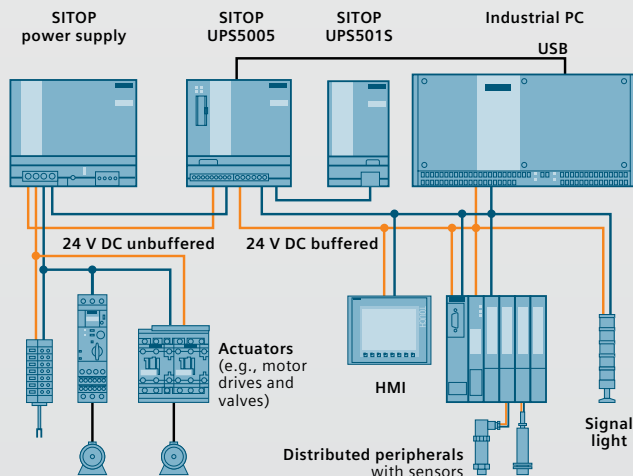 SITOP
power supply
SITOP
UPS5005
SITOP
UPS501S
Industrial PC
USB
24 V DC unbuffered
24 V DC buffered
Actuators
(e.g., motor
drives and
valves)
HMI
Signal
light
Distributed peripherals
with sensors